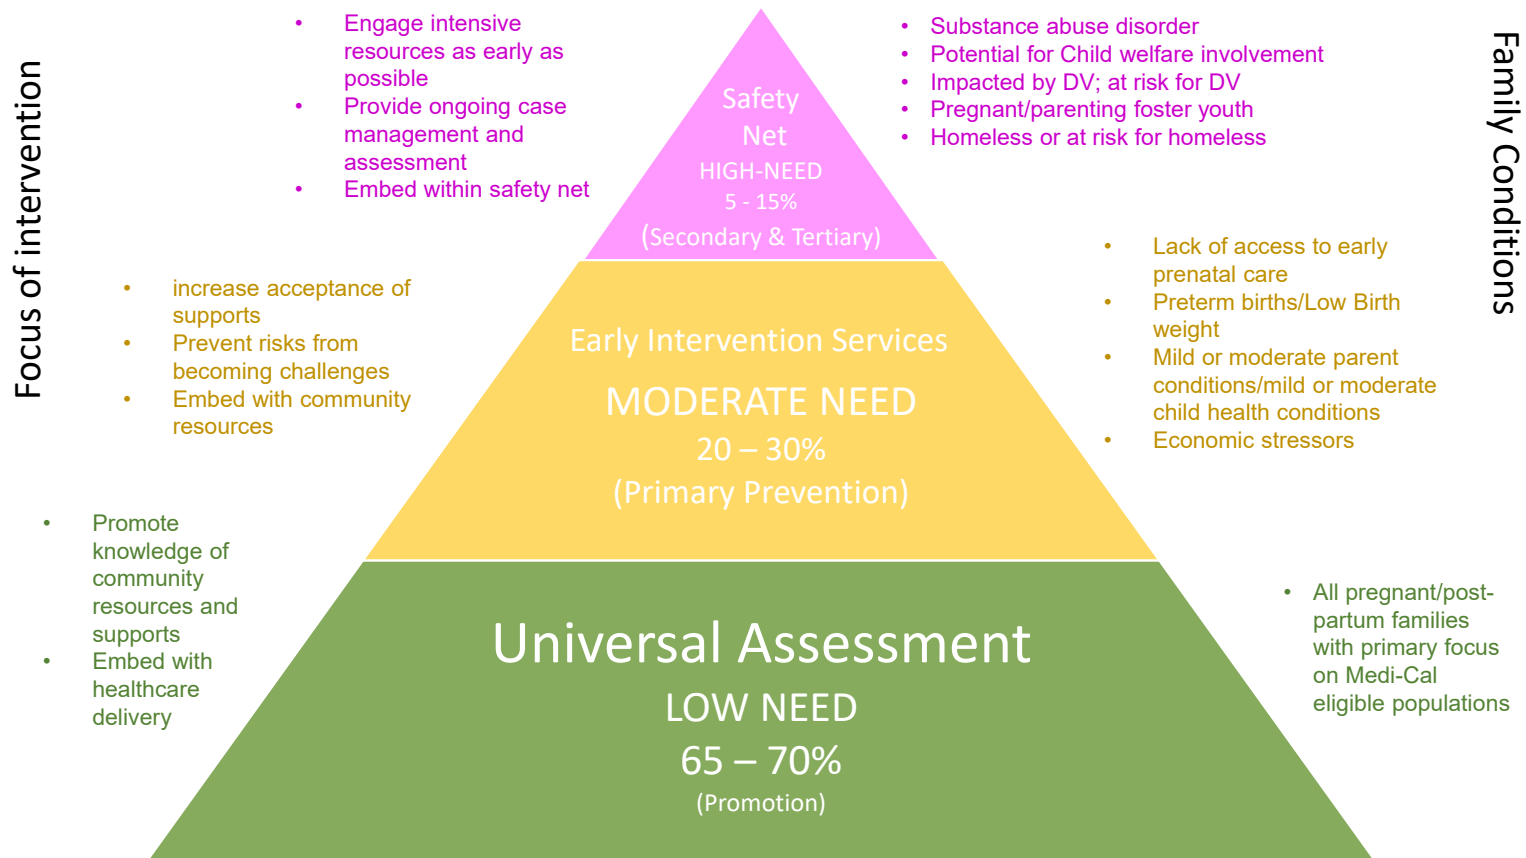 Focus of intervention
• Engage intensive
resources as early as
possible
• Provide ongoing case
management and
assessment
• Embed within safety net
• increase acceptance of
supports
• Prevent risks from
becoming challenges
• Embed with community
resources
• Promote
knowledge of
community
resources and
supports
• Embed with
healthcare
delivery
Safety
Net
HIGH-NEED
5 - 15%
(Secondary & Tertiary)
Early Intervention Services
MODERATE NEED
20 – 30%
(Primary Prevention)
Universal Assessment
LOW NEED
65 – 70%
(Promotion)
• Substance abuse disorder
• Potential for Child welfare involvement
• Impacted by DV; at risk for DV
• Pregnant/parenting foster youth
• Homeless or at risk for homeless
• Lack of access to early
prenatal care
• Preterm births/Low Birth
weight
• Mild or moderate parent
conditions/mild or moderate
child health conditions
• Economic stressors
• All pregnant/post-
partum families
with primary focus
on Medi-Cal
eligible populations
Family Conditions